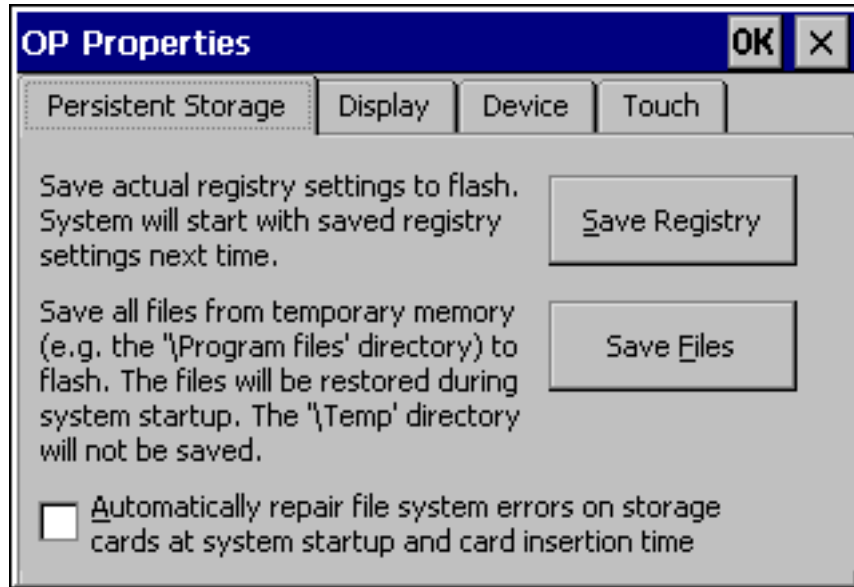 OP Properties OK ×
Persistent Storage Display Device Touch
Save actual registry settings to flash.
System will start with saved registry
settings next time.
Save Registry
Save all files from temporary memory
(e.g. the "\Program files' directory) to
flash. The files will be restored during
system startup. The "\Temp' directory
will not be saved.
Save Files
Automatically repair file system errors on storage
cards at system startup and card insertion time